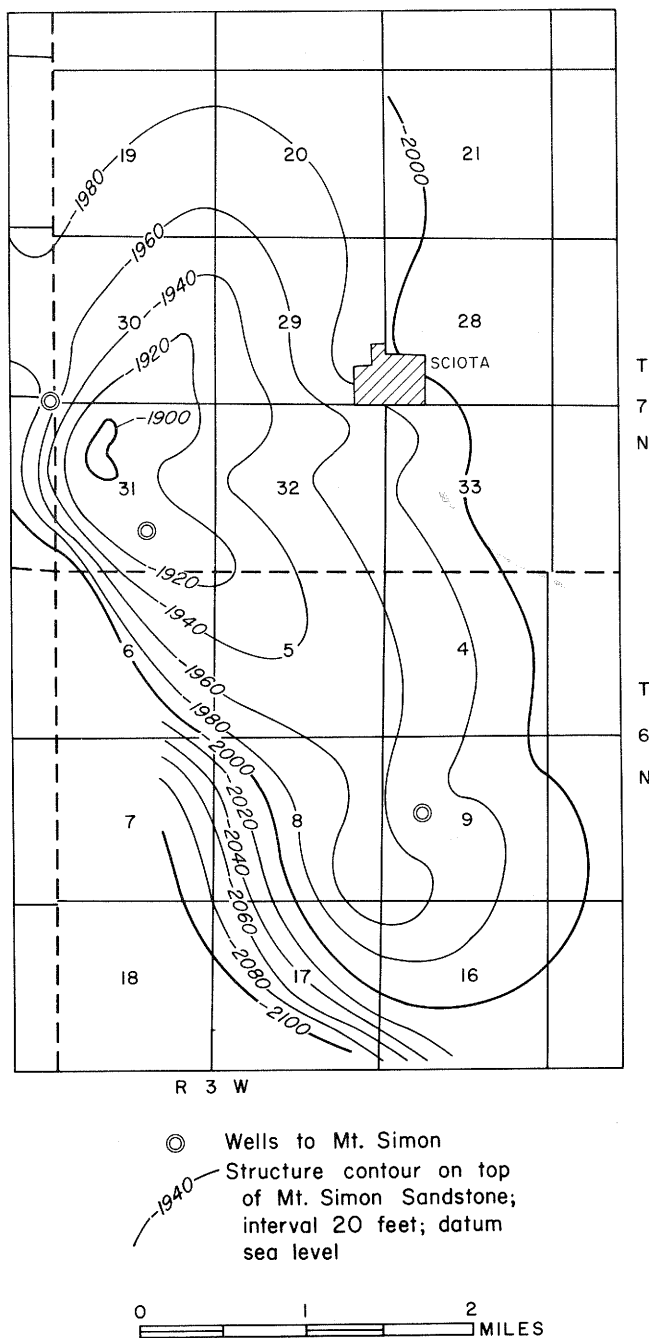 19
20
21
-1980
-2000
-1960
-1940
30
29
28
-1920
SCIOTA
T
7
N
-1900
31
32
33
-1920
-1940
6
5
4
-1960
-1980
-2000
T
6
N
7
8
9
-2020
-2040
-2060
-2080
-2100
18
17
16
R 3 W
Wells to Mt. Simon
-1940
Structure contour on top
of Mt. Simon Sandstone;
interval 20 feet; datum
sea level
0 1 2
MILES